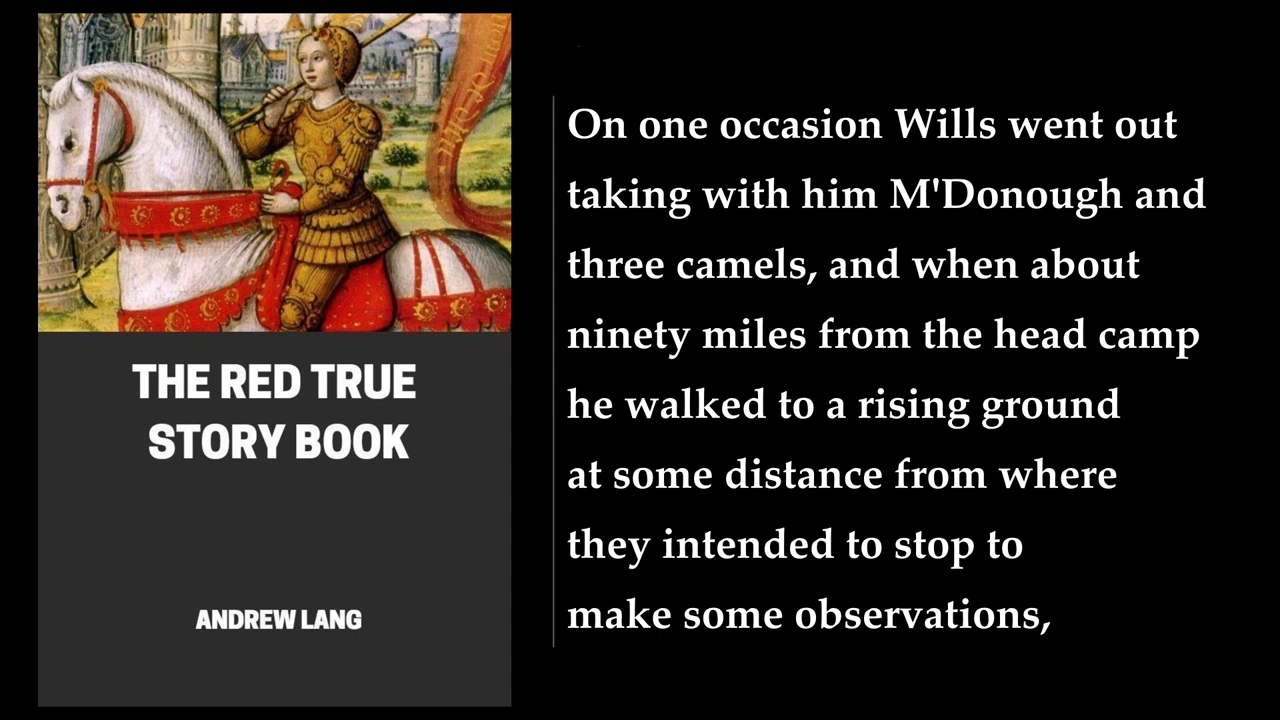 THE RED TRUE
STORY BOOK
ANDREW LANG
On one occasion Wills went out
taking with him M'Donough and
three camels, and when about
ninety miles from the head camp
he walked to a rising ground
at some distance from where
they intended to stop to
make some observations,